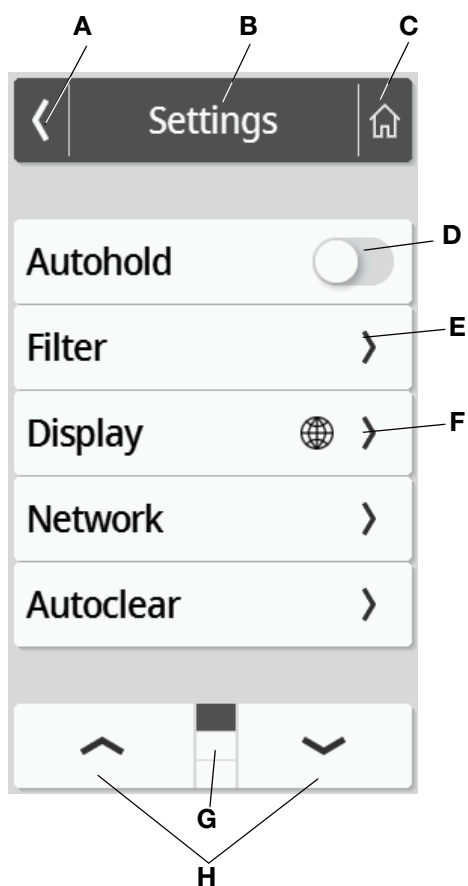 A B C
Settings
Autohold
D
Filter
E
Display
F
Network
Autoclear
G
H